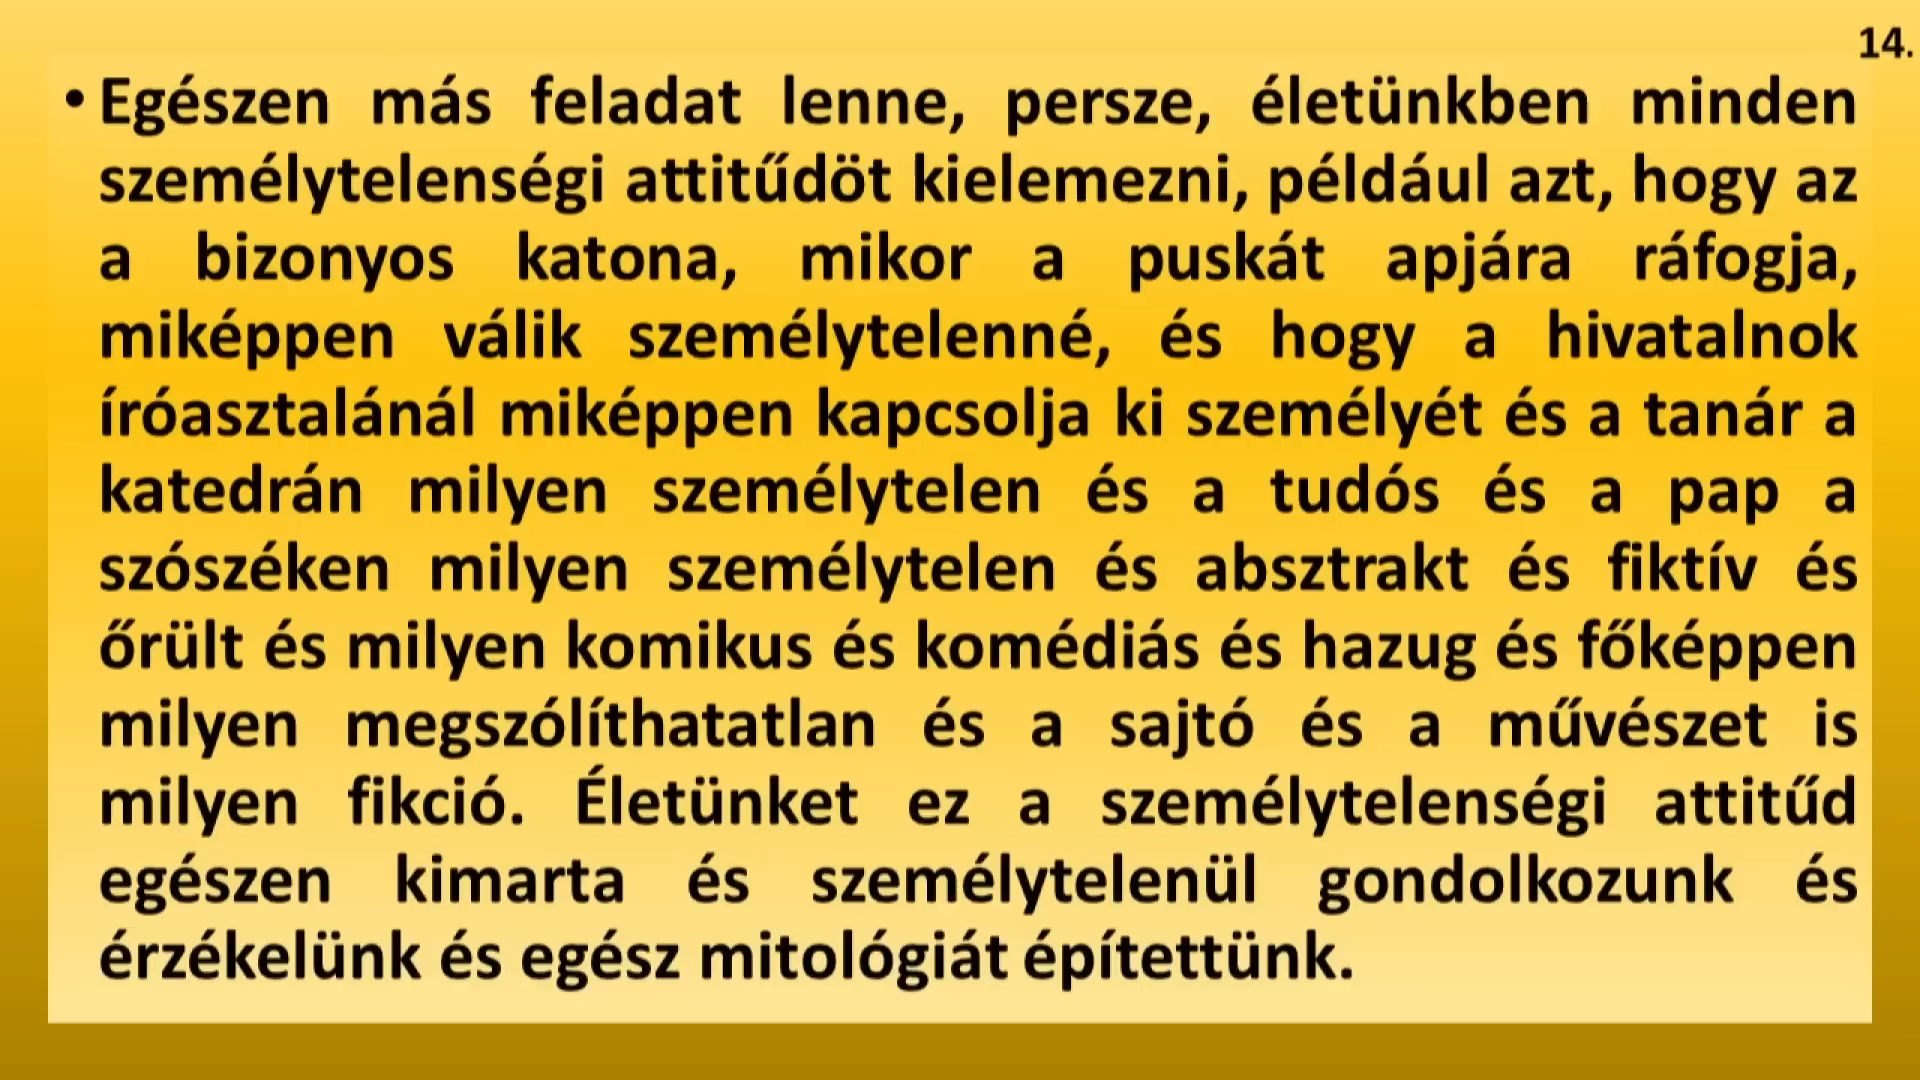 14.
• Egészen más feladat lenne, persze, életünkben minden
személytelenségi attitűdöt kielemezni, például azt, hogy az
a bizonyos katona, mikor a puskát apjára ráfogja,
miképpen válik személytelenné, és hogy a hivatalnok
íróasztalánál miképpen kapcsolja ki személyét és a tanár a
katedrán milyen személytelen és a tudós és a pap a
szószéken milyen személytelen és absztrakt és fiktív és
őrült és milyen komikus és komédiás és hazug és főképpen
milyen megszólíthatatlan és a sajtó és a művészet is
milyen fikció. Életünket ez a személytelenségi attitűd
egészen kimarta és személytelenül gondolkozunk és
érzékelünk és egész mitológiát építettünk.